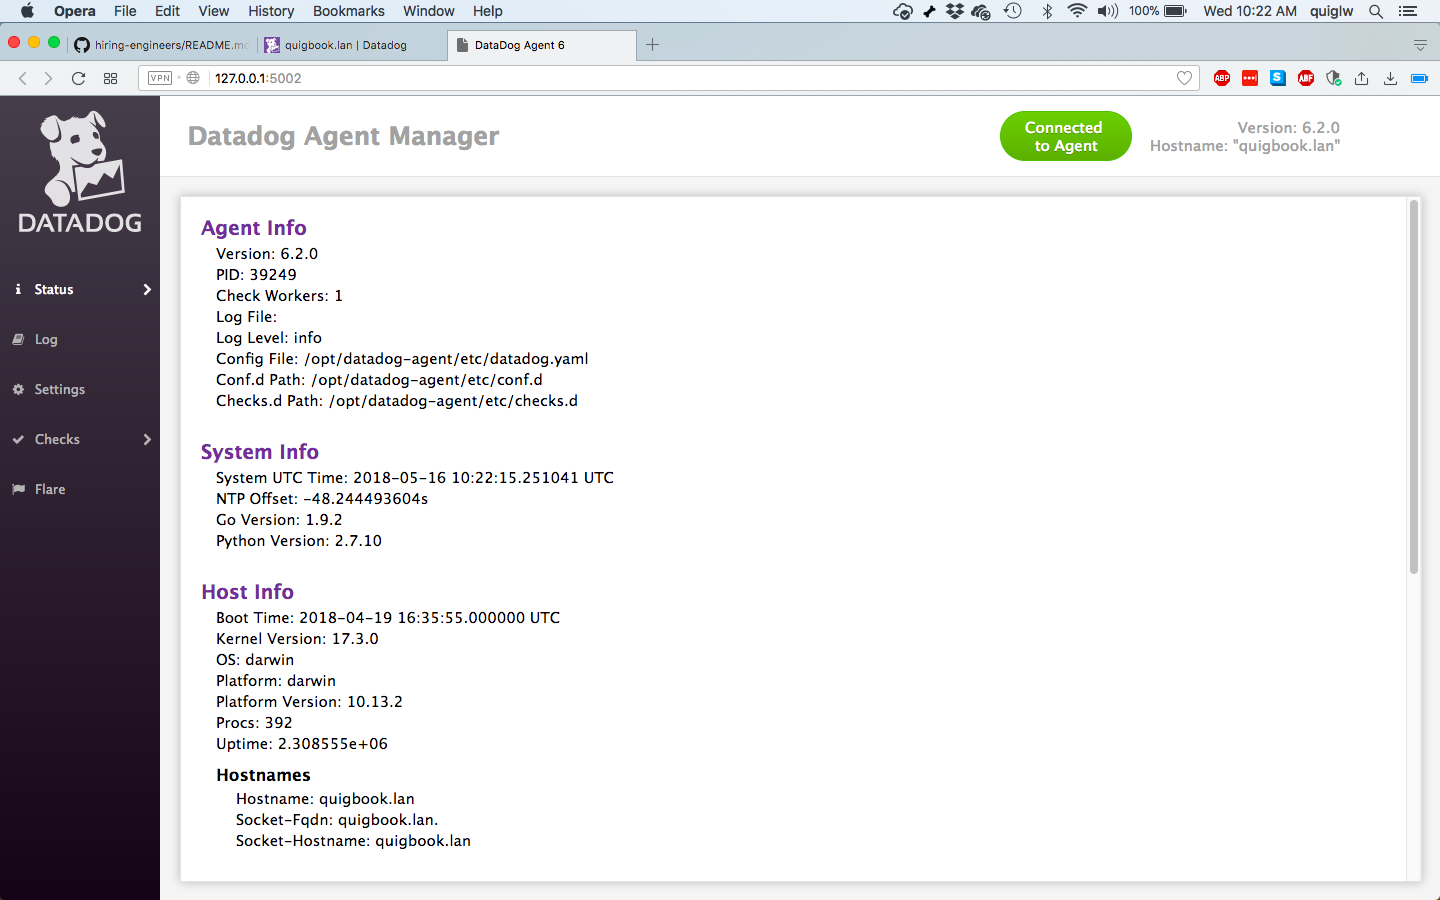 Opera File Edit View History Bookmarks Window Help 100% Wed 10:22 AM quiglw
hiring-engineers/README.m
quigbook.lan | Datadog
DataDog Agent 6
VPN 127.0.0.1:5002
ABP
S
ABF
DATADOG
Status
Log
Settings
Checks
Flare
Datadog Agent Manager
Connected
to Agent
Version: 6.2.0
Hostname: "quigbook.lan"
Agent Info
Version: 6.2.0
PID: 39249
Check Workers: 1
Log File:
Log Level: info
Config File: /opt/datadog-agent/etc/datadog.yaml
Conf.d Path: /opt/datadog-agent/etc/conf.d
Checks.d Path: /opt/datadog-agent/etc/checks.d
System Info
System UTC Time: 2018-05-16 10:22:15.251041 UTC
NTP Offset: -48.244493604s
Go Version: 1.9.2
Python Version: 2.7.10
Host Info
Boot Time: 2018-04-19 16:35:55.000000 UTC
Kernel Version: 17.3.0
OS: darwin
Platform: darwin
Platform Version: 10.13.2
Procs: 392
Uptime: 2.308555e+06
Hostnames
Hostname: quigbook.lan
Socket-Fqdn: quigbook.lan.
Socket-Hostname: quigbook.lan